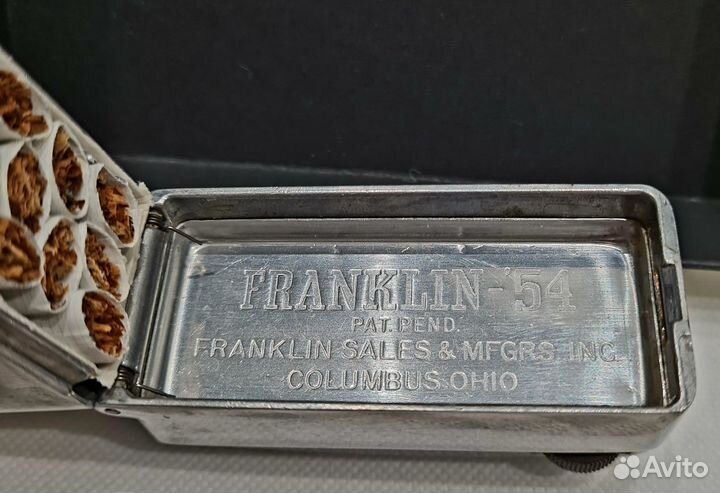 FRANKLIN-'54
PAT. PEND.
FRANKLIN SALES & MFGRS. INC.
COLUMBUS. OHIO
Avito